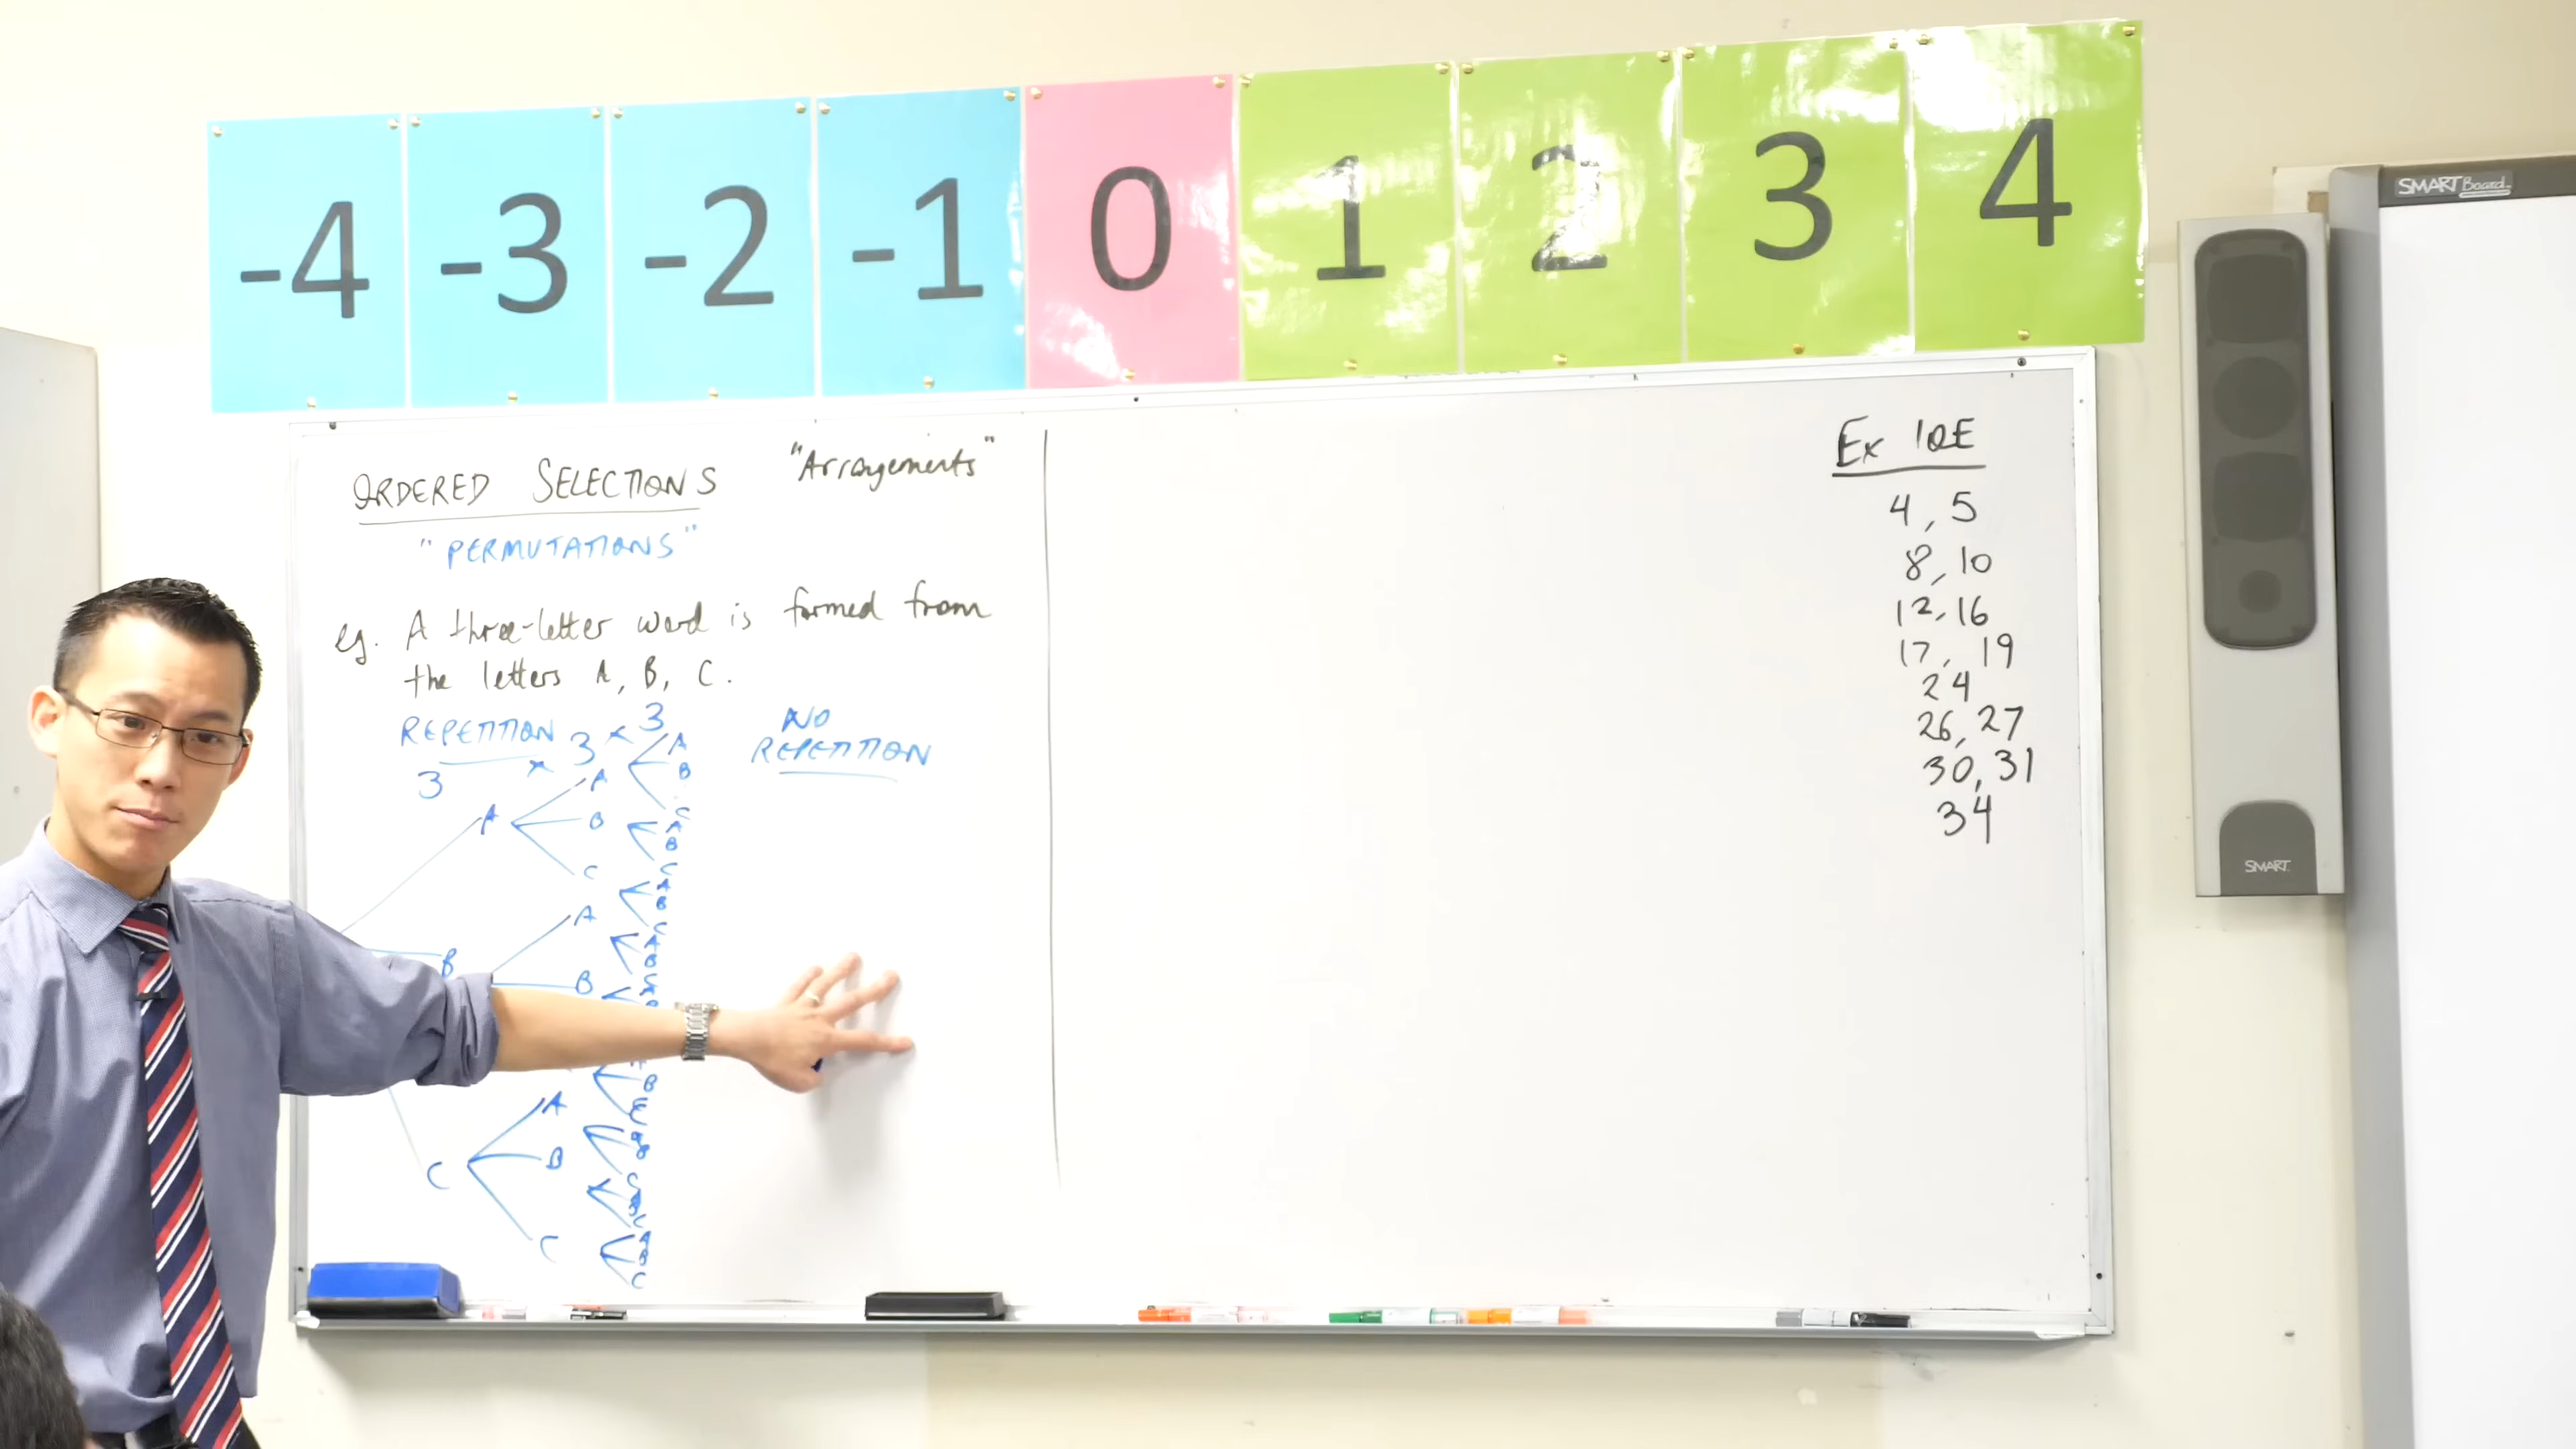 -4 -3 -2 -1 0 1 2 3 4
SMART Board
ORDERED SELECTIONS "Arrangements"
"PERMUTATIONS"
eg. A three-letter word is formed from
the letters A, B, C.
REPETITION
3 × 3 × 3
A
A
B
C
A
B
C
A
B
C
A
B
C
B
A
B
C
A
B
C
NO
REPETITION
Ex 10E
4, 5
8, 10
12, 16
17, 19
24
26, 27
30, 31
34
SMART